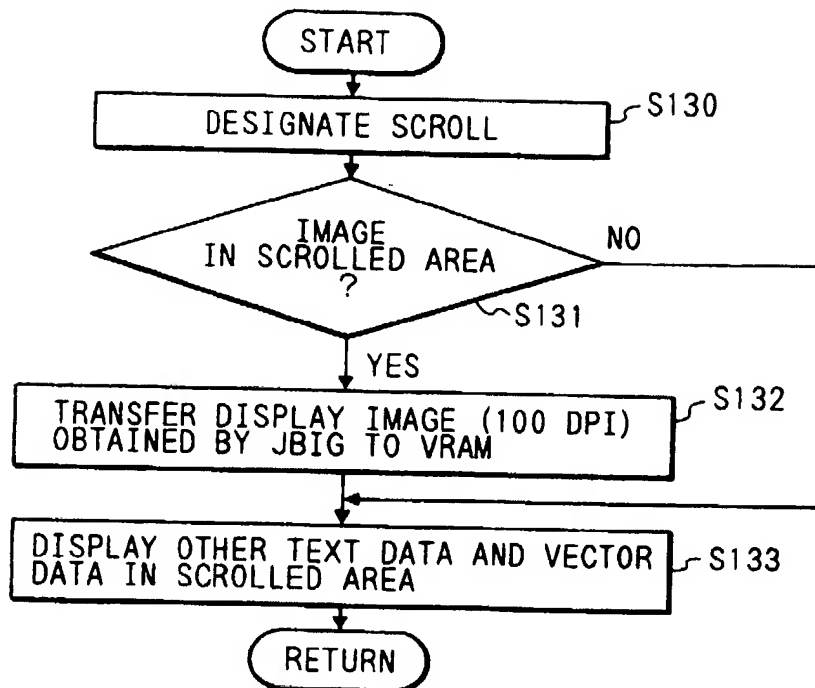 START
DESIGNATE SCROLL
S130
IMAGE
IN SCROLLED AREA
?
NO
S131
YES
TRANSFER DISPLAY IMAGE (100 DPI)
OBTAINED BY JBIG TO VRAM
S132
DISPLAY OTHER TEXT DATA AND VECTOR
DATA IN SCROLLED AREA
S133
RETURN